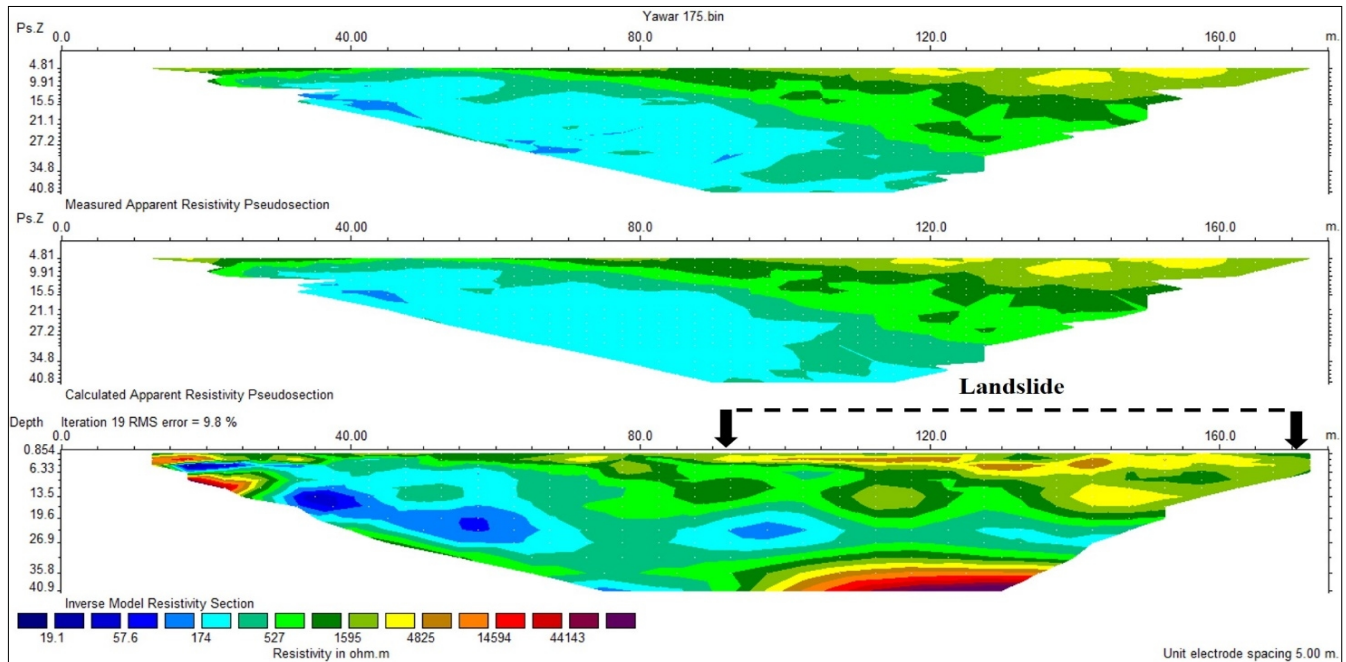 Yawar 175.bin
Ps.Z 0.0 40.00 80.0 120.0 160.0 m.
4.81
9.91
15.5
21.1
27.2
34.8
40.8
Measured Apparent Resistivity Pseudosection
Ps.Z 0.0 40.00 80.0 120.0 160.0 m.
4.81
9.91
15.5
21.1
27.2
34.8
40.8
Calculated Apparent Resistivity Pseudosection
Landslide
Depth Iteration 19 RMS error = 9.8 %
0.0 40.00 80.0 120.0 160.0 m.
0.854
6.33
13.5
19.6
26.9
35.8
40.9
Inverse Model Resistivity Section
19.1 57.6 174 527 1595 4825 14594 44143
Resistivity in ohm.m
Unit electrode spacing 5.00 m.